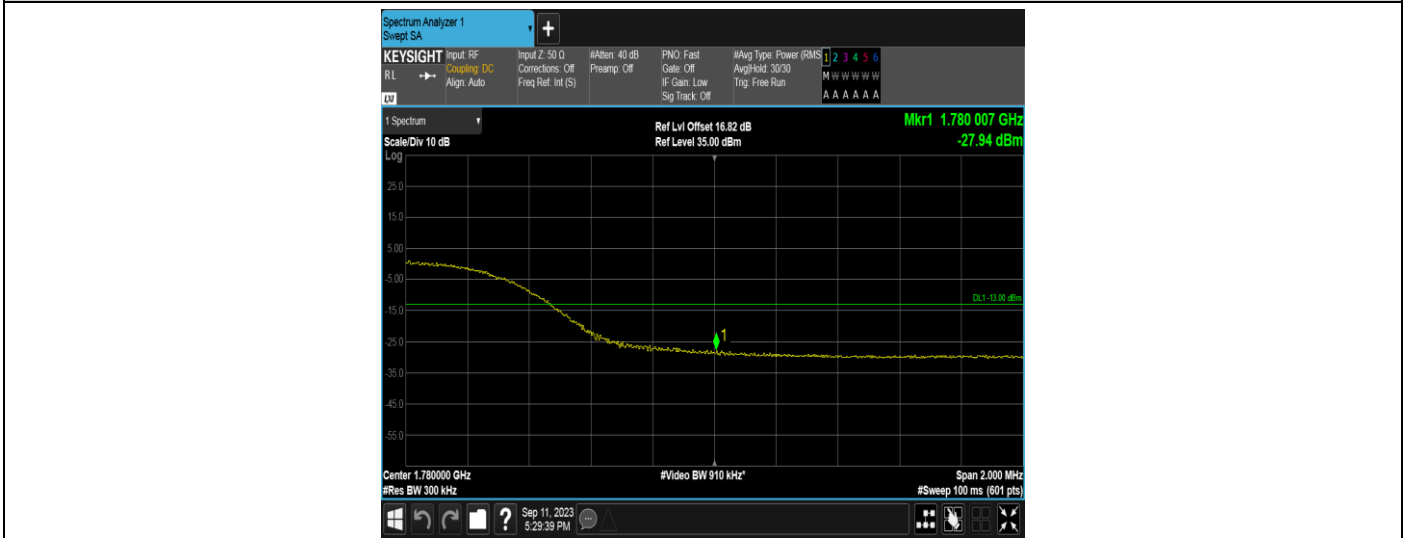 Spectrum Analyzer 1
Swept SA
+
KEYSIGHT
RL
LXI
Input: RF
Coupling: DC
Align: Auto
Input Z: 50 Ω
Corrections: Off
Freq Ref: Int (S)
#Atten: 40 dB
Preamp: Off
PNO: Fast
Gate: Off
IF Gain: Low
Sig Track: Off
#Avg Type: Power (RMS
Avg|Hold: 30/30
Trig: Free Run
1 2 3 4 5 6
M W W W W W
A A A A A A
1 Spectrum
Scale/Div 10 dB
Log
Ref Lvl Offset 16.82 dB
Ref Level 35.00 dBm
Mkr1 1.780 007 GHz
-27.94 dBm
25.0
15.0
5.00
-5.00
DL1 -13.00 dBm
-15.0
-25.0
1
-35.0
-45.0
-55.0
Center 1.780000 GHz
#Res BW 300 kHz
#Video BW 910 kHz*
Span 2.000 MHz
#Sweep 100 ms (601 pts)
?
Sep 11, 2023
5:29:39 PM